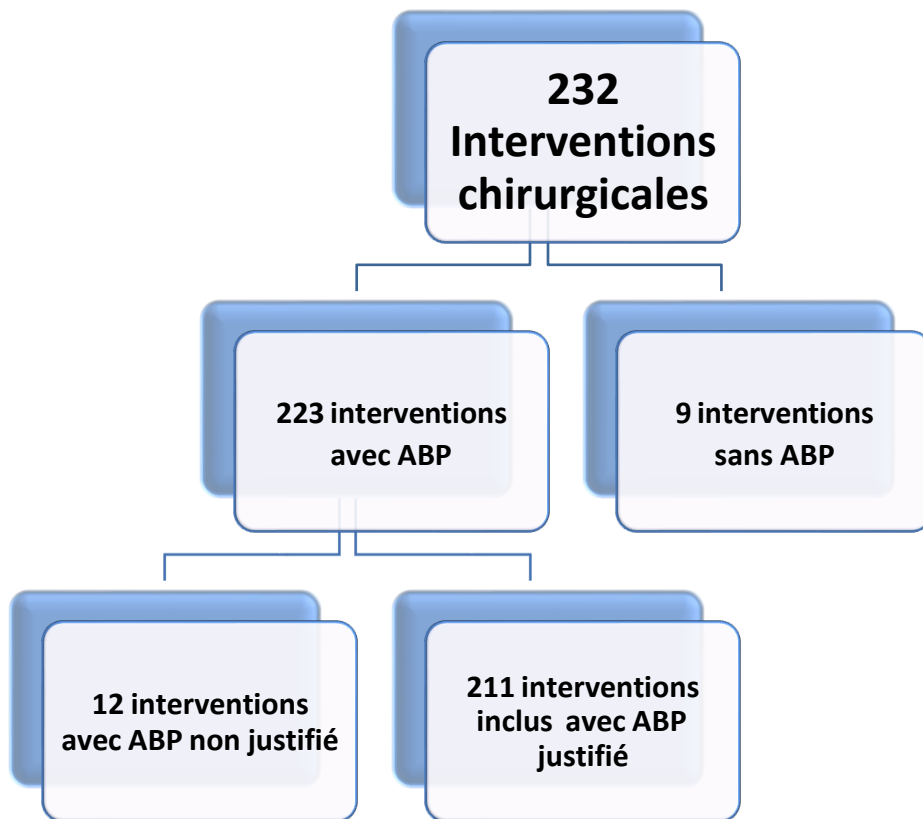 232
Interventions
chirurgicales
223 interventions
avec ABP
9 interventions
sans ABP
12 interventions
avec ABP non justifié
211 interventions
inclus avec ABP
justifié